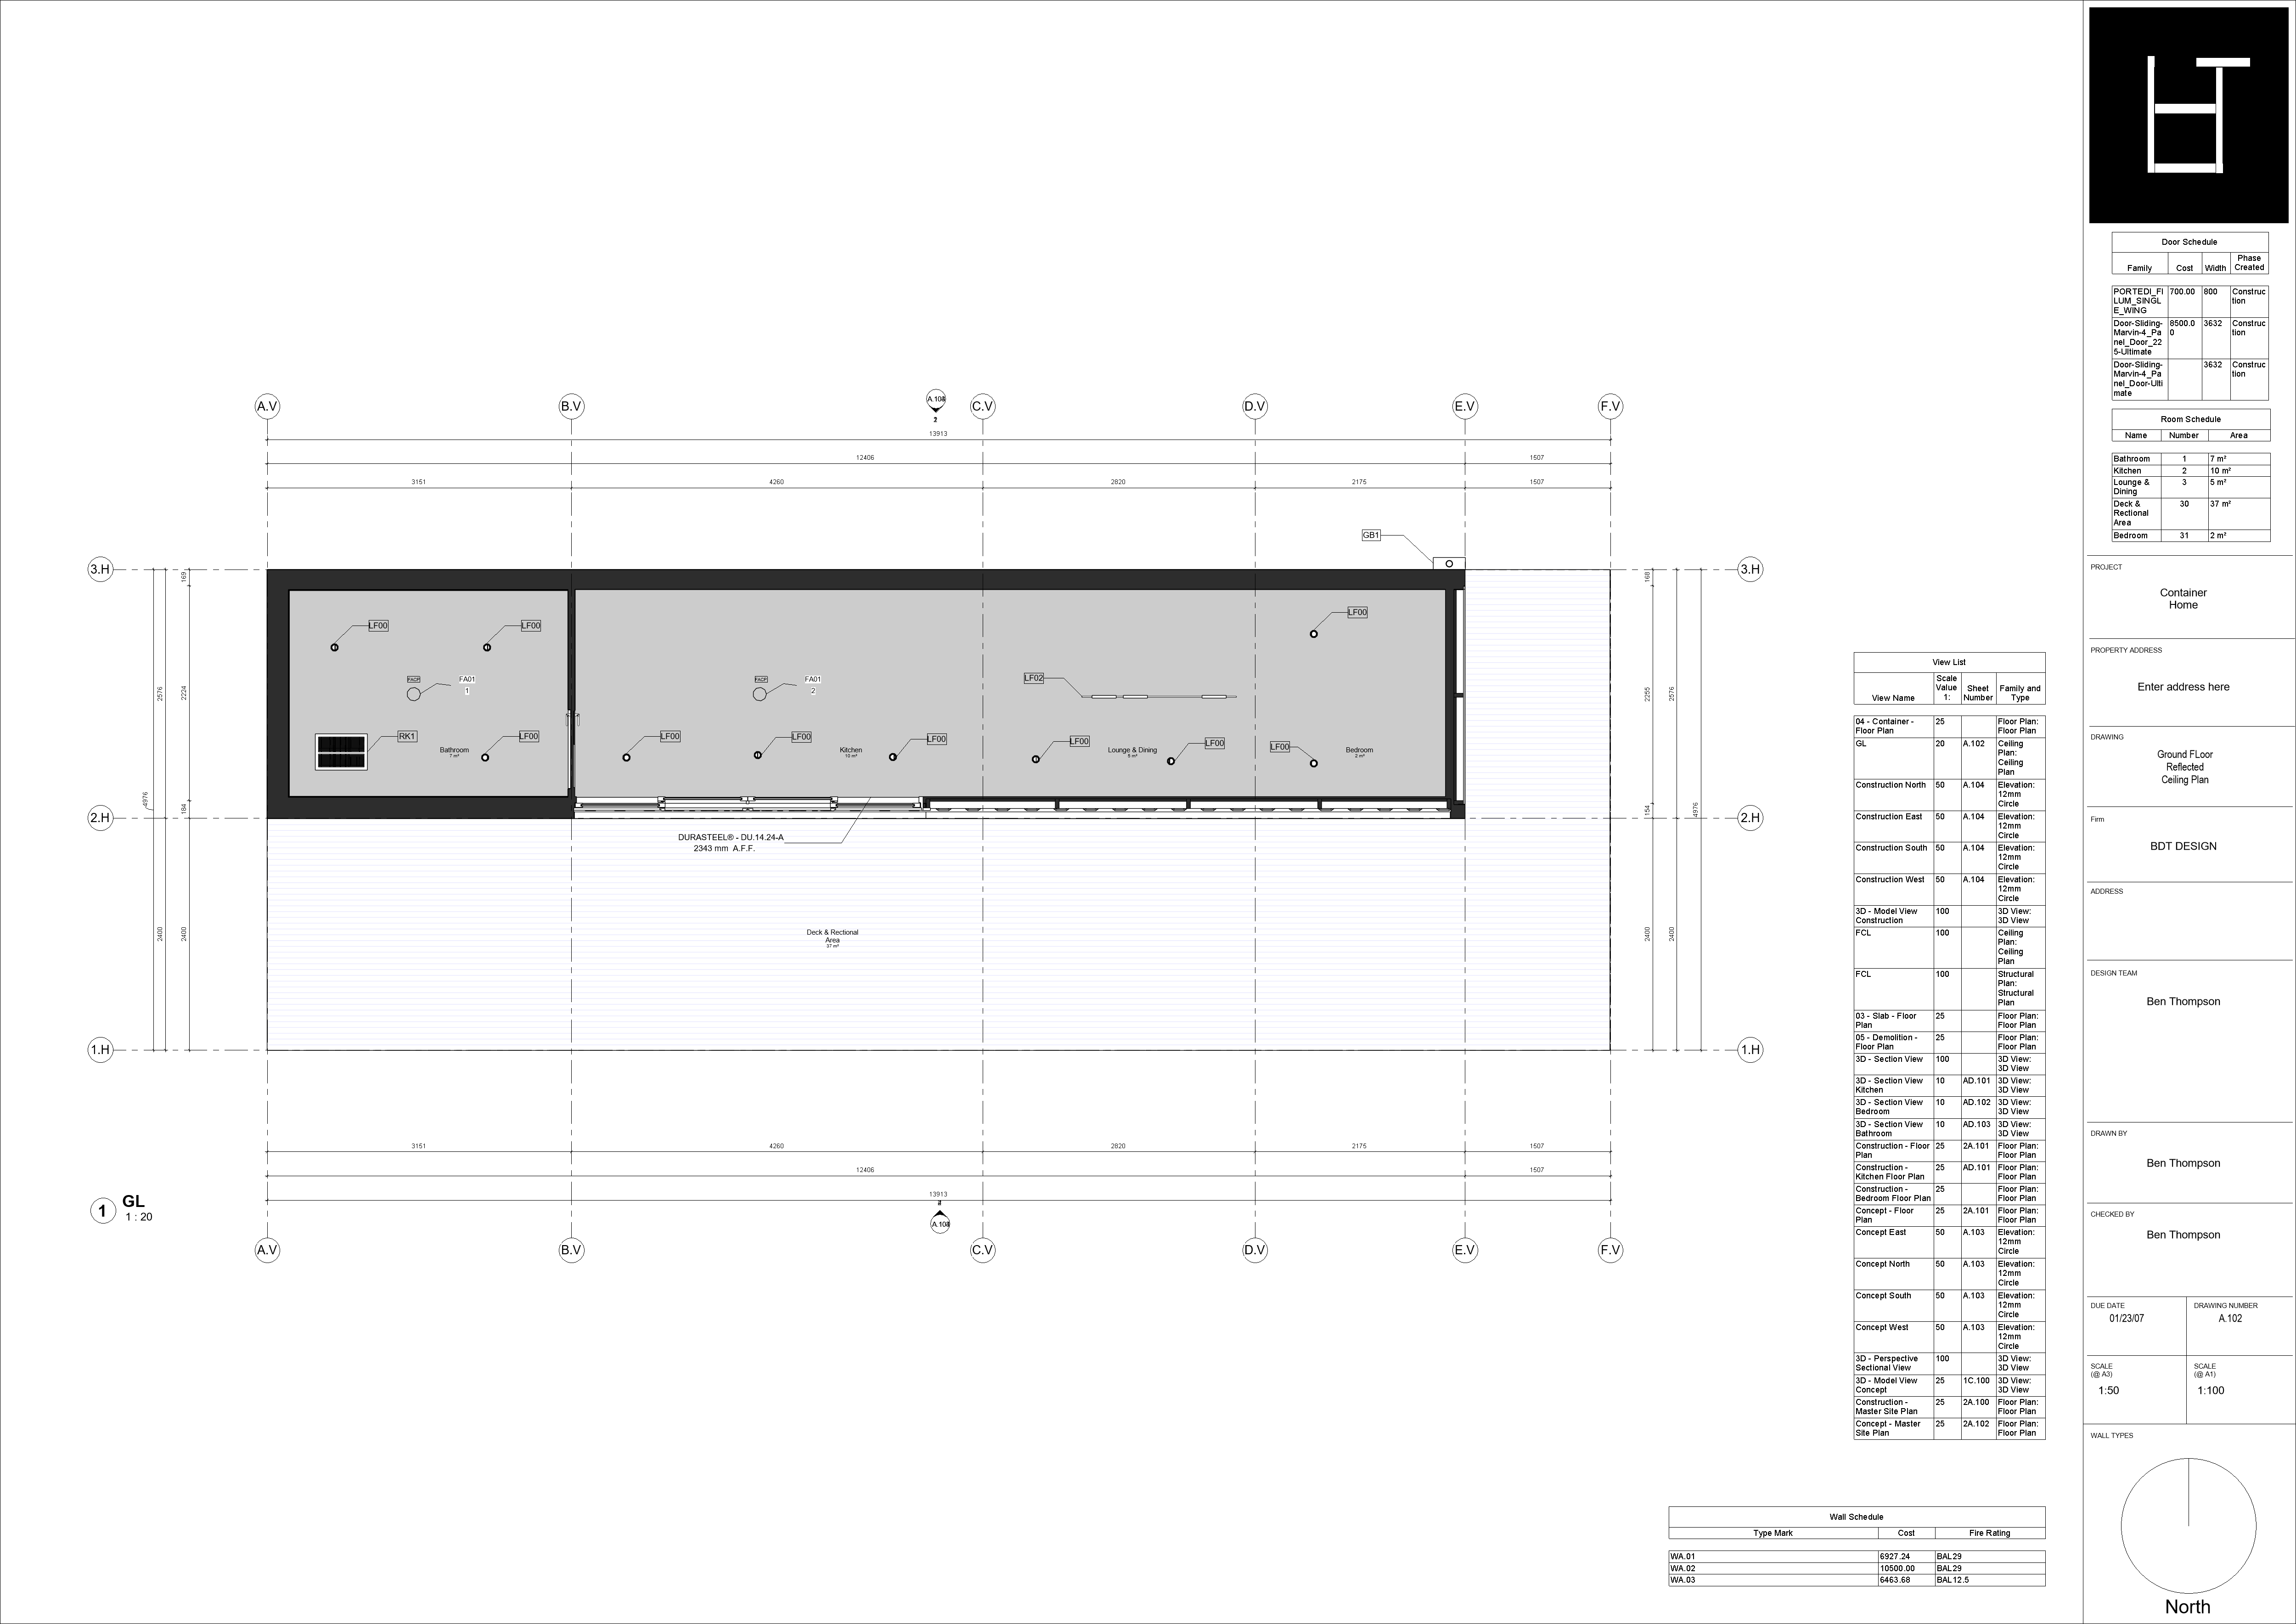 A.V
B.V
A.104
2
C.V
D.V
E.V
F.V
13913
12406
1507
3151
4260
2820
2175
1507
GB1
3.H
3.H
169
168
2576
2224
2255
2576
LF00
LF00
LF00
FACP
FA01
1
FACP
FA01
2
LF02
RK1
LF00
LF00
LF00
LF00
LF00
LF00
LF00
Bathroom
7 m²
Kitchen
10 m²
Lounge & Dining
5 m²
Bedroom
2 m²
4976
184
154
4976
2.H
2.H
DURASTEEL® - DU.14.24-A
2343 mm A.F.F.
2400
2400
2400
2400
Deck & Rectional
Area
37 m²
1.H
1.H
3151
4260
2820
2175
1507
12406
1507
13913
1
GL
1 : 20
A.V
B.V
C.V
D.V
E.V
F.V
View List
View Name
Scale
Value
1:
Sheet
Number
Family and
Type
04 - Container -
Floor Plan
25
Floor Plan:
Floor Plan
GL
20
A.102
Ceiling
Plan:
Ceiling
Plan
Construction North
50
A.104
Elevation:
12mm
Circle
Construction East
50
A.104
Elevation:
12mm
Circle
Construction South
50
A.104
Elevation:
12mm
Circle
Construction West
50
A.104
Elevation:
12mm
Circle
3D - Model View
Construction
100
3D View:
3D View
FCL
100
Ceiling
Plan:
Ceiling
Plan
FCL
100
Structural
Plan:
Structural
Plan
03 - Slab - Floor
Plan
25
Floor Plan:
Floor Plan
05 - Demolition -
Floor Plan
25
Floor Plan:
Floor Plan
3D - Section View
100
3D View:
3D View
3D - Section View
Kitchen
10
AD.101
3D View:
3D View
3D - Section View
Bedroom
10
AD.102
3D View:
3D View
3D - Section View
Bathroom
10
AD.103
3D View:
3D View
Construction - Floor
Plan
25
2A.101
Floor Plan:
Floor Plan
Construction -
Kitchen Floor Plan
25
AD.101
Floor Plan:
Floor Plan
Construction -
Bedroom Floor Plan
25
Floor Plan:
Floor Plan
Concept - Floor
Plan
25
2A.101
Floor Plan:
Floor Plan
Concept East
50
A.103
Elevation:
12mm
Circle
Concept North
50
A.103
Elevation:
12mm
Circle
Concept South
50
A.103
Elevation:
12mm
Circle
Concept West
50
A.103
Elevation:
12mm
Circle
3D - Perspective
Sectional View
100
3D View:
3D View
3D - Model View
Concept
25
1C.100
3D View:
3D View
Construction -
Master Site Plan
25
2A.100
Floor Plan:
Floor Plan
Concept - Master
Site Plan
25
2A.102
Floor Plan:
Floor Plan
Wall Schedule
Type Mark
Cost
Fire Rating
WA.01
6927.24
BAL29
WA.02
10500.00
BAL29
WA.03
6463.68
BAL12.5
Door Schedule
Family
Cost
Width
Phase
Created
PORTEDI_FI
LUM_SINGL
E_WING
700.00
800
Construc
tion
Door-Sliding-
Marvin-4_Pa
nel_Door_22
5-Ultimate
8500.0
0
3632
Construc
tion
Door-Sliding-
Marvin-4_Pa
nel_Door-Ulti
mate
3632
Construc
tion
Room Schedule
Name
Number
Area
Bathroom
1
7 m²
Kitchen
2
10 m²
Lounge &
Dining
3
5 m²
Deck &
Rectional
Area
30
37 m²
Bedroom
31
2 m²
PROJECT
Container
Home
PROPERTY ADDRESS
Enter address here
DRAWING
Ground FLoor
Reflected
Ceiling Plan
Firm
BDT DESIGN
ADDRESS
DESIGN TEAM
Ben Thompson
DRAWN BY
Ben Thompson
CHECKED BY
Ben Thompson
DUE DATE
01/23/07
DRAWING NUMBER
A.102
SCALE
(@ A3)
1:50
SCALE
(@ A1)
1:100
WALL TYPES
North